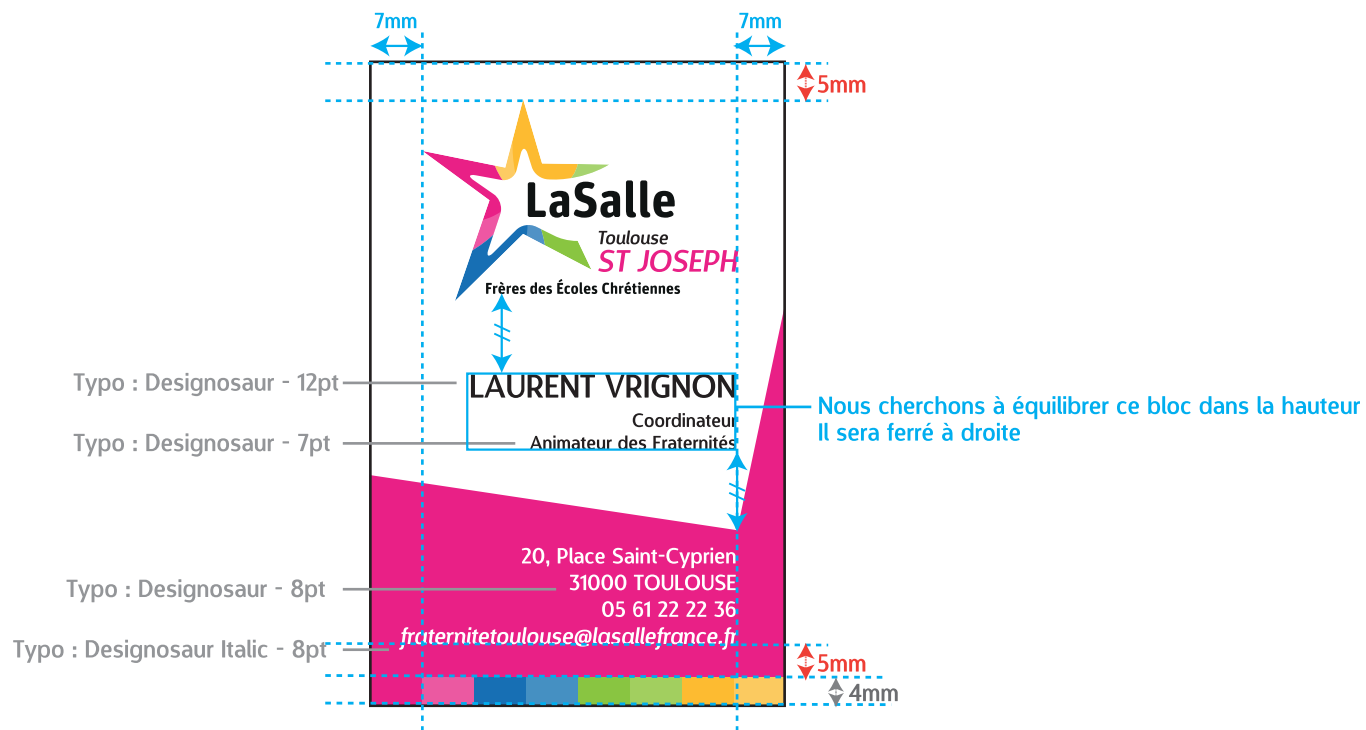 7mm
7mm
5mm
LaSalle
Toulouse
ST JOSEPH
Frères des Écoles Chrétiennes
Typo : Designosaur - 12pt
LAURENT VRIGNON
Nous cherchons à équilibrer ce bloc dans la hauteur
Il sera ferré à droite
Coordinateur
Typo : Designosaur - 7pt
Animateur des Fraternités
20, Place Saint-Cyprien
Typo : Designosaur - 8pt
31000 TOULOUSE
05 61 22 22 36
fraternitetoulouse@lasallefrance.fr
Typo : Designosaur Italic - 8pt
5mm
4mm